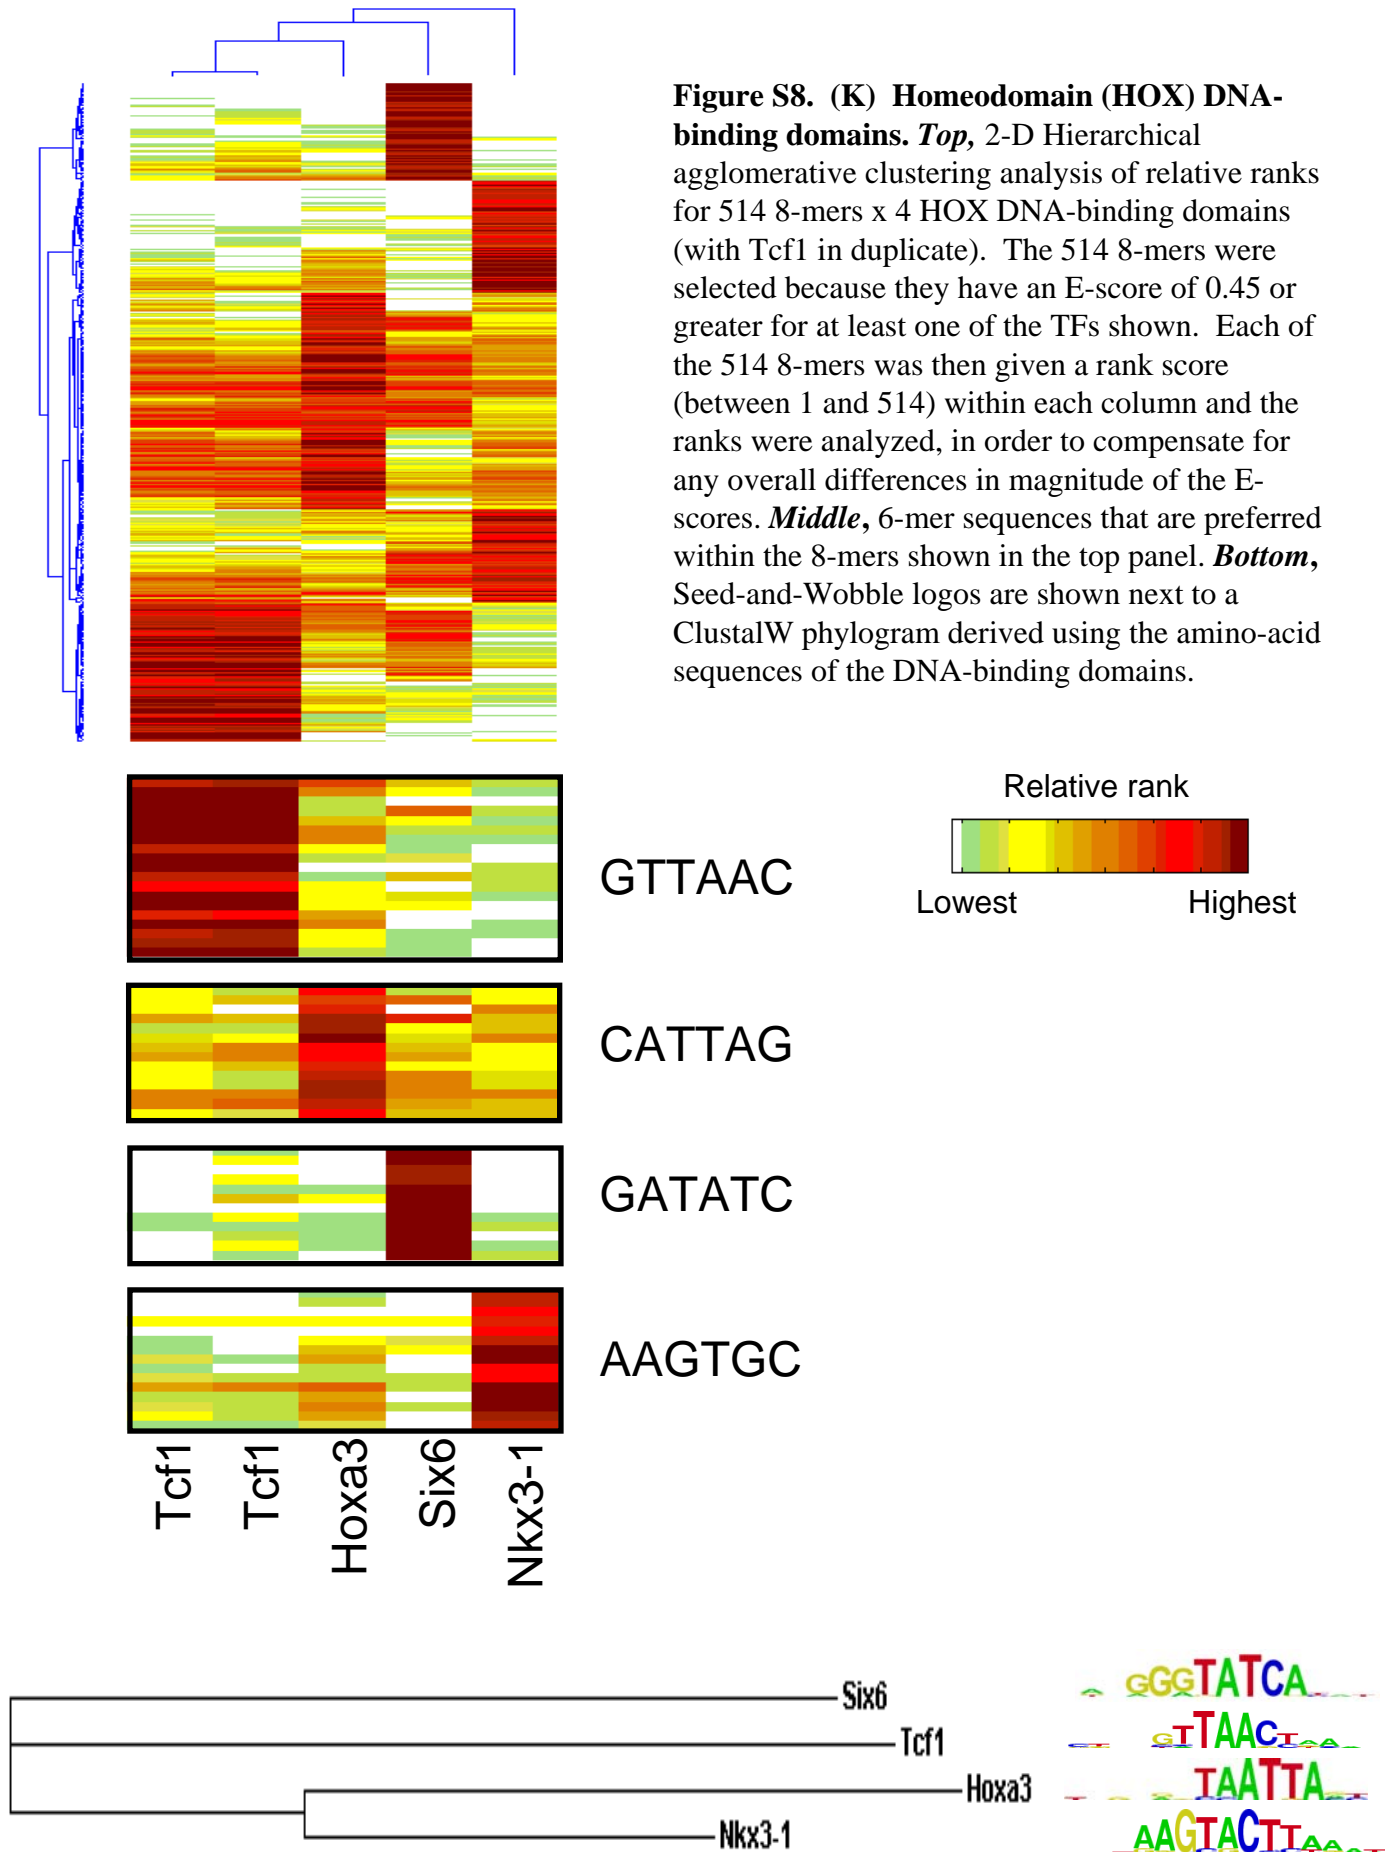 Figure S8. (K) Homeodomain (HOX) DNA-
binding domains. Top, 2-D Hierarchical
agglomerative clustering analysis of relative ranks
for 514 8-mers x 4 HOX DNA-binding domains
(with Tcf1 in duplicate). The 514 8-mers were
selected because they have an E-score of 0.45 or
greater for at least one of the TFs shown. Each of
the 514 8-mers was then given a rank score
(between 1 and 514) within each column and the
ranks were analyzed, in order to compensate for
any overall differences in magnitude of the E-
scores. Middle, 6-mer sequences that are preferred
within the 8-mers shown in the top panel. Bottom,
Seed-and-Wobble logos are shown next to a
ClustalW phylogram derived using the amino-acid
sequences of the DNA-binding domains.
Relative rank
Lowest Highest
GTTAAC
CATTAG
GATATC
AAGTGC
Tcf1
Tcf1
Hoxa3
Six6
Nkx3-1
Six6 GGGTATCA
Tcf1 GTTAACT
Hoxa3 TAATTA
Nkx3-1 AAGTACTT